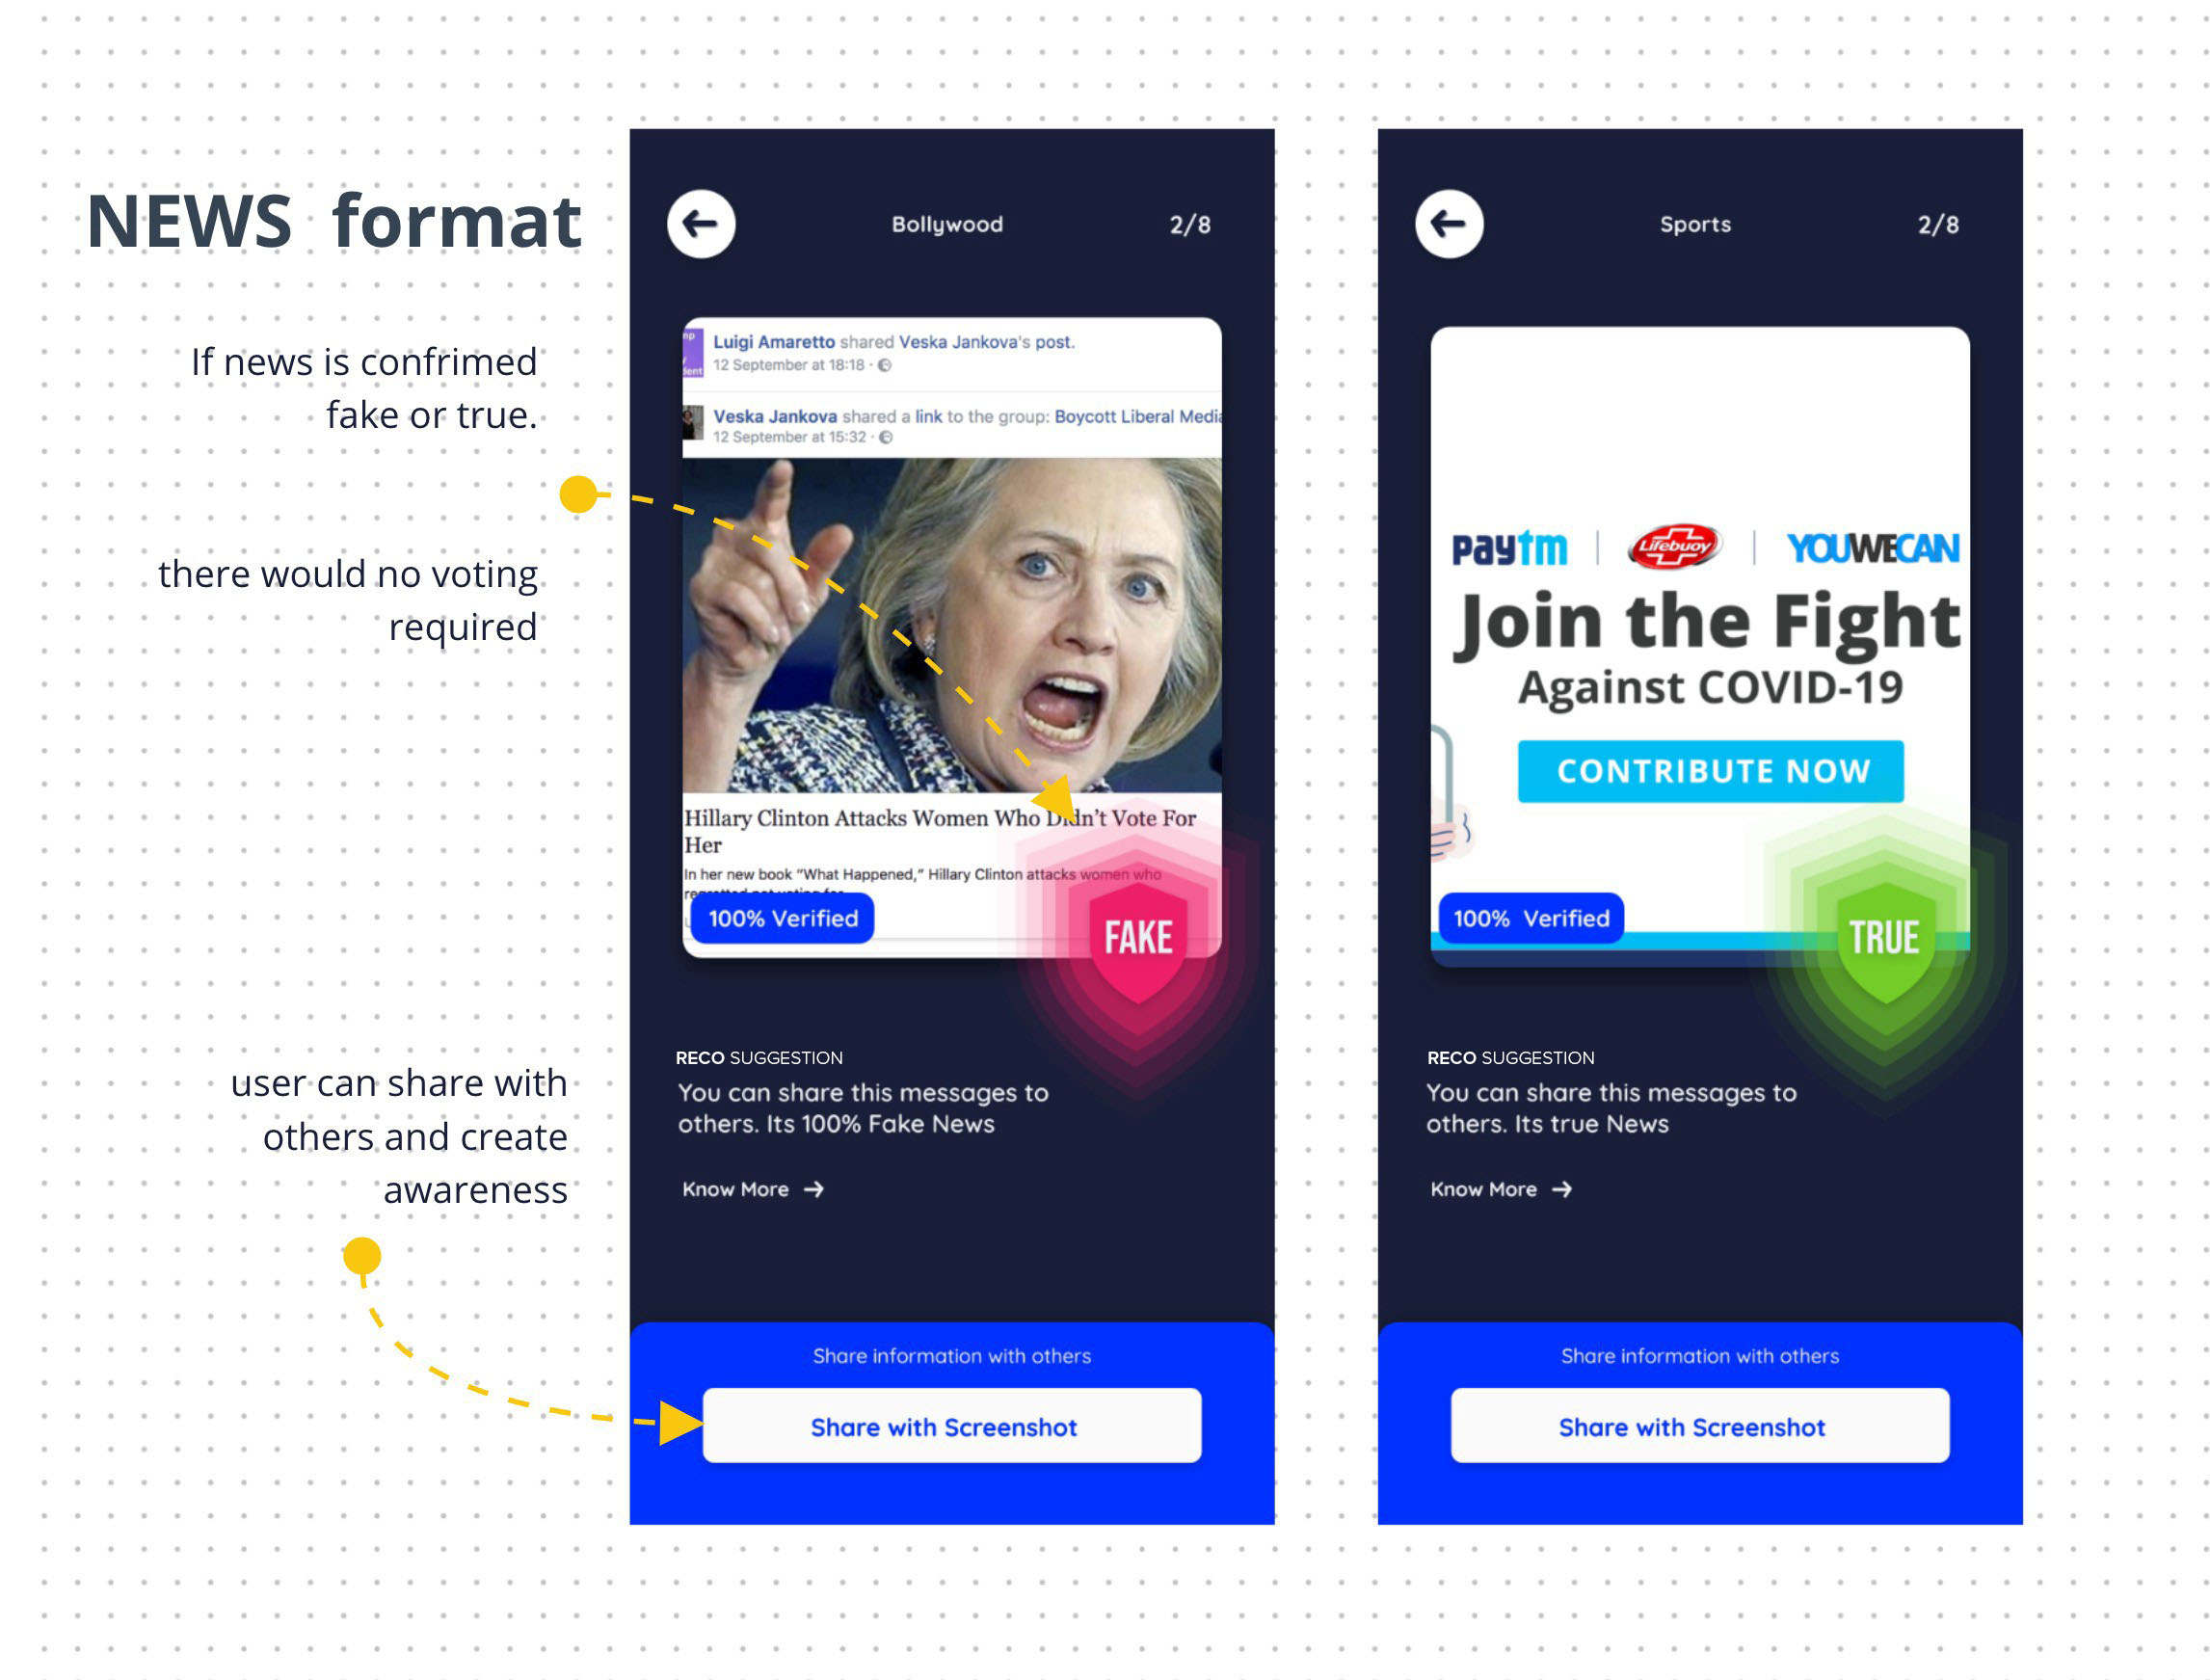 NEWS format
If news is confrimed
fake or true.
there would no voting
required
user can share with
others and create
awareness
Bollywood
2/8
Luigi Amaretto shared Veska Jankova's post.
12 September at 18:18 ·
Veska Jankova shared a link to the group: Boycott Liberal Media
12 September at 15:32 ·
Hillary Clinton Attacks Women Who Didn't Vote For
Her
In her new book "What Happened," Hillary Clinton attacks women who
100% Verified
FAKE
RECO SUGGESTION
You can share this messages to
others. Its 100% Fake News
Know More →
Share information with others
Share with Screenshot
Sports
2/8
paytm | Lifebuoy | YOUWECAN
Join the Fight
Against COVID-19
CONTRIBUTE NOW
100% Verified
TRUE
RECO SUGGESTION
You can share this messages to
others. Its true News
Know More →
Share information with others
Share with Screenshot